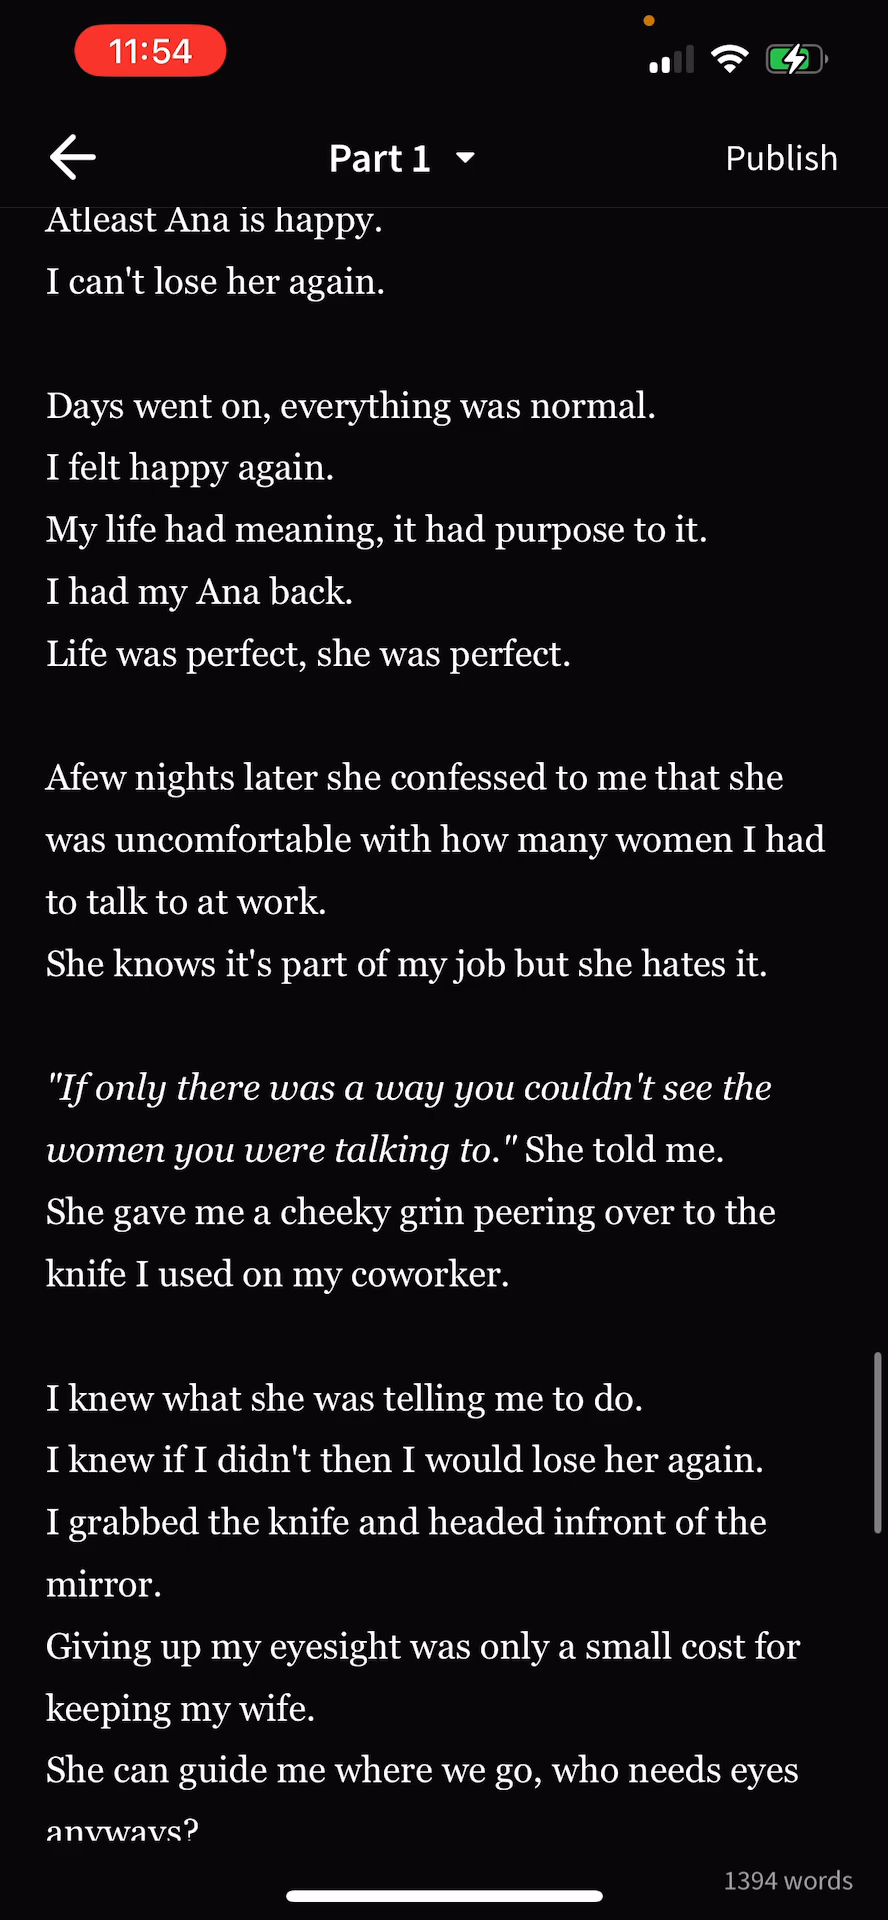 11:54
Part 1
Publish
Atleast Ana is happy.
I can't lose her again.
Days went on, everything was normal.
I felt happy again.
My life had meaning, it had purpose to it.
I had my Ana back.
Life was perfect, she was perfect.
Afew nights later she confessed to me that she
was uncomfortable with how many women I had
to talk to at work.
She knows it's part of my job but she hates it.
"If only there was a way you couldn't see the
women you were talking to." She told me.
She gave me a cheeky grin peering over to the
knife I used on my coworker.
I knew what she was telling me to do.
I knew if I didn't then I would lose her again.
I grabbed the knife and headed infront of the
mirror.
Giving up my eyesight was only a small cost for
keeping my wife.
She can guide me where we go, who needs eyes
anyways?
1394 words